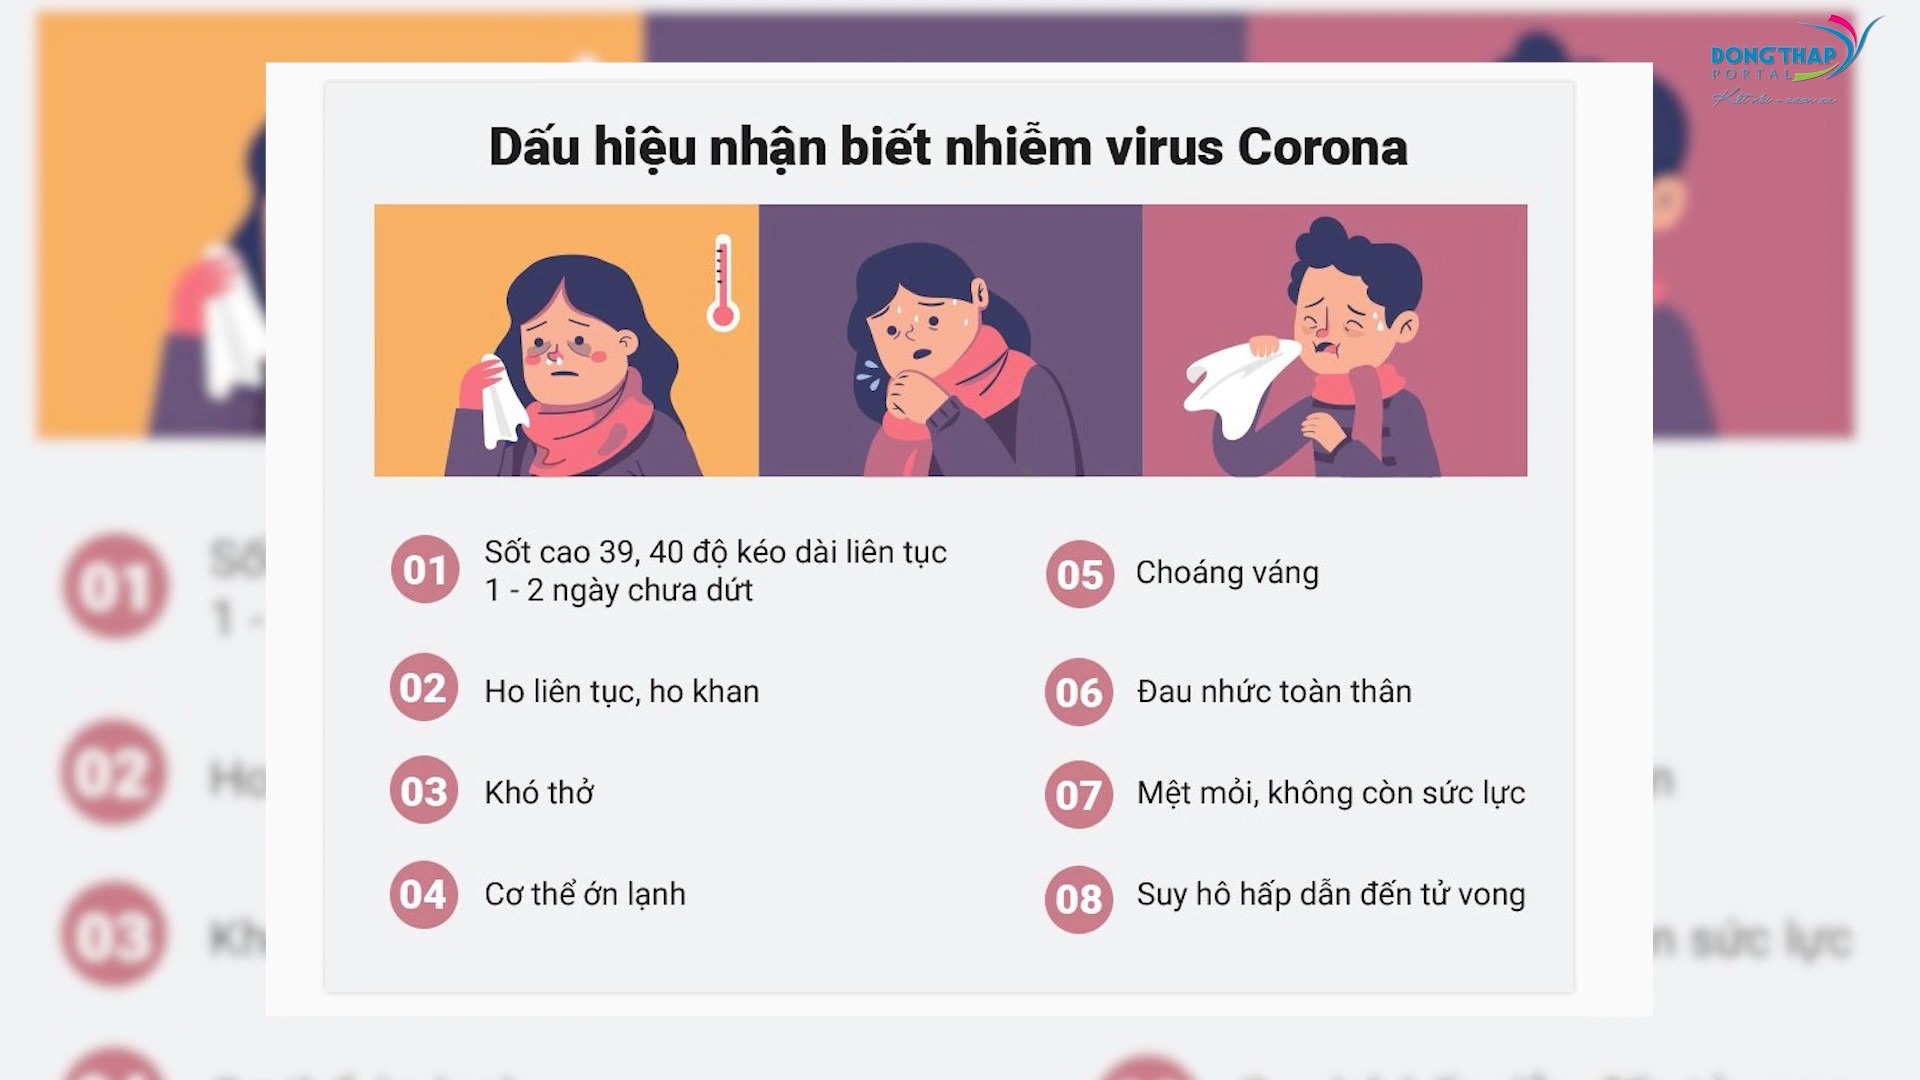 DONGTHAP
PORTAL
Dấu hiệu nhận biết nhiễm virus Corona
01
Sốt cao 39, 40 độ kéo dài liên tục
1 - 2 ngày chưa dứt
02
Ho liên tục, ho khan
03
Khó thở
04
Cơ thể ớn lạnh
05
Choáng váng
06
Đau nhức toàn thân
07
Mệt mỏi, không còn sức lực
08
Suy hô hấp dẫn đến tử vong